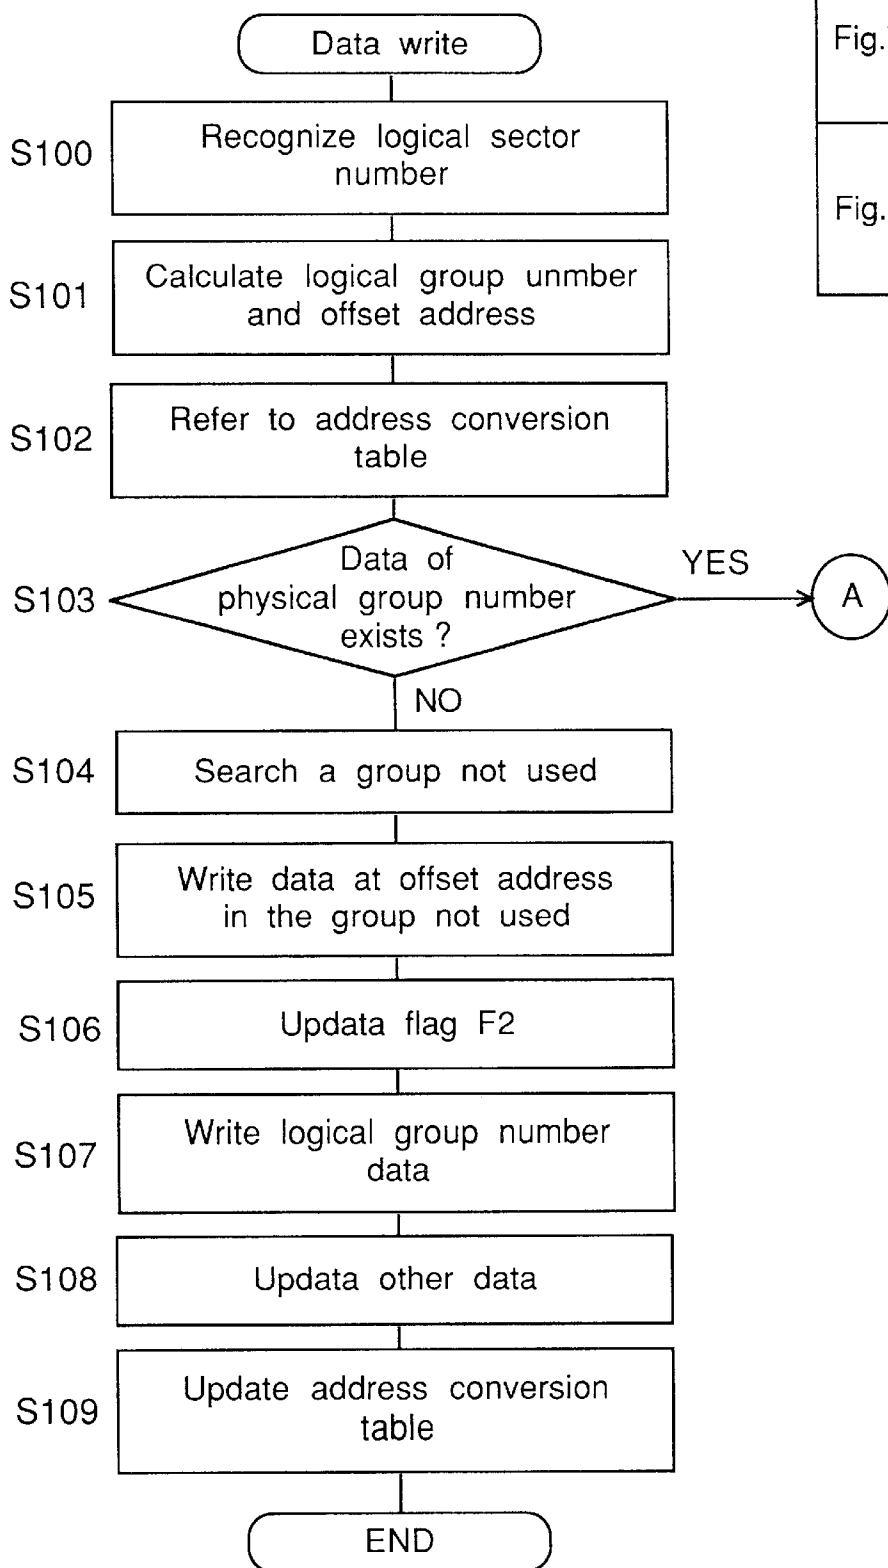 Data write
Fig.
S100
Recognize logical sector
number
Fig.
S101
Calculate logical group unmber
and offset address
S102
Refer to address conversion
table
S103
Data of
physical group number
exists ?
YES
A
NO
S104
Search a group not used
S105
Write data at offset address
in the group not used
S106
Updata flag F2
S107
Write logical group number
data
S108
Updata other data
S109
Update address conversion
table
END